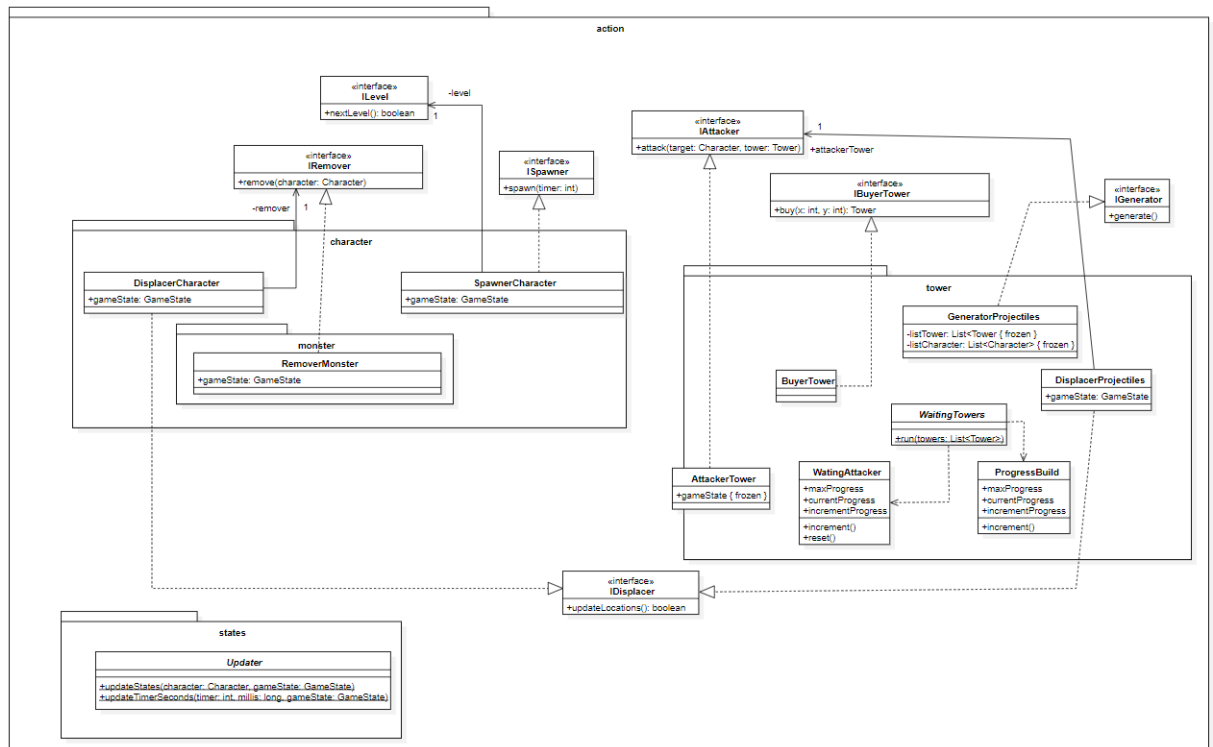 action
«interface»
ILevel
+nextLevel(): boolean
-level
1
«interface»
IAttacker
+attack(target: Character, tower: Tower)
1
+attackerTower
«interface»
IRemover
+remove(character: Character)
-remover
1
«interface»
ISpawner
+spawn(timer: int)
«interface»
IBuyerTower
+buy(x: int, y: int): Tower
«interface»
IGenerator
+generate()
character
DisplacerCharacter
+gameState: GameState
SpawnerCharacter
+gameState: GameState
monster
RemoverMonster
+gameState: GameState
tower
GeneratorProjectiles
-listTower: List<Tower { frozen }
-listCharacter: List<Character> { frozen }
BuyerTower
DisplacerProjectiles
+gameState: GameState
WaitingTowers
+run(towers: List<Tower>)
AttackerTower
+gameState { frozen }
WatingAttacker
+maxProgress
+currentProgress
+incrementProgress
+increment()
+reset()
ProgressBuild
+maxProgress
+currentProgress
+incrementProgress
+increment()
«interface»
IDisplacer
+updateLocations(): boolean
states
Updater
+updateStates(character: Character, gameState: GameState)
+updateTimerSeconds(timer: int, millis: long, gameState: GameState)